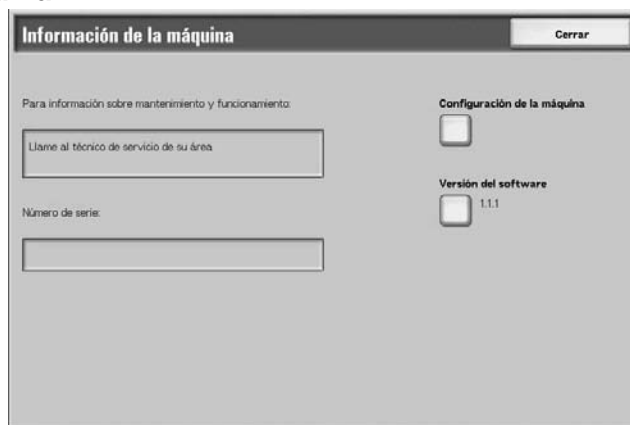 Información de la máquina
Cerrar
Para información sobre mantenimiento y funcionamiento:
Configuración de la máquina
Llame al técnico de servicio de su área
Versión del software
1.1.1
Número de serie: